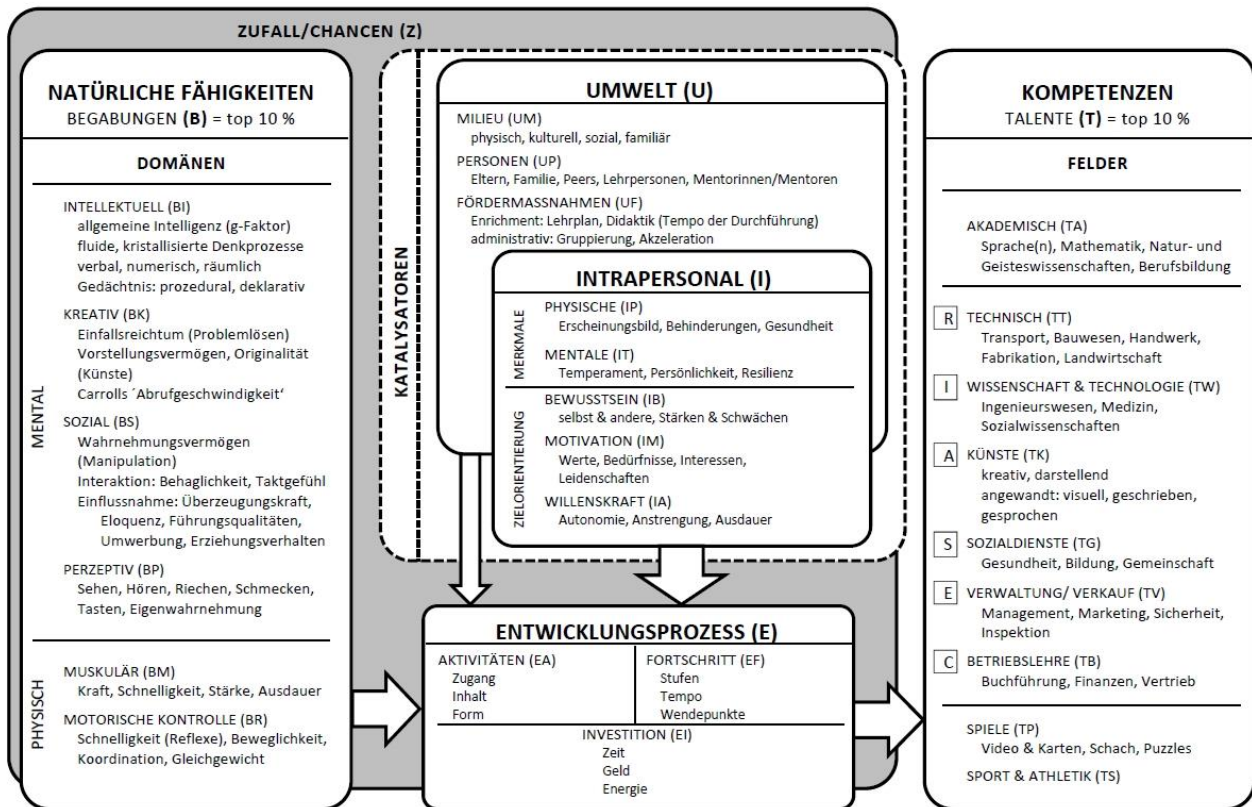 ZUFALL/CHANCEN (Z)
NATÜRLICHE FÄHIGKEITEN
BEGABUNGEN (B) = top 10 %
DOMÄNEN
MENTAL
INTELLEKTUELL (BI)
allgemeine Intelligenz (g-Faktor)
fluide, kristallisierte Denkprozesse
verbal, numerisch, räumlich
Gedächtnis: prozedural, deklarativ
KREATIV (BK)
Einfallsreichtum (Problemlösen)
Vorstellungsvermögen, Originalität
(Künste)
Carrolls ´Abrufgeschwindigkeit‘
SOZIAL (BS)
Wahrnehmungsvermögen
(Manipulation)
Interaktion: Behaglichkeit, Taktgefühl
Einflussnahme: Überzeugungskraft,
Eloquenz, Führungsqualitäten,
Umwerbung, Erziehungsverhalten
PERZEPTIV (BP)
Sehen, Hören, Riechen, Schmecken,
Tasten, Eigenwahrnehmung
PHYSISCH
MUSKULÄR (BM)
Kraft, Schnelligkeit, Stärke, Ausdauer
MOTORISCHE KONTROLLE (BR)
Schnelligkeit (Reflexe), Beweglichkeit,
Koordination, Gleichgewicht
KATALYSATOREN
UMWELT (U)
MILIEU (UM)
physisch, kulturell, sozial, familiär
PERSONEN (UP)
Eltern, Familie, Peers, Lehrpersonen, Mentorinnen/Mentoren
FÖRDERMASSNAHMEN (UF)
Enrichment: Lehrplan, Didaktik (Tempo der Durchführung)
administrativ: Gruppierung, Akzeleration
INTRAPERSONAL (I)
MERKMALE
PHYSISCHE (IP)
Erscheinungsbild, Behinderungen, Gesundheit
MENTALE (IT)
Temperament, Persönlichkeit, Resilienz
ZIELORIENTIERUNG
BEWUSSTSEIN (IB)
selbst & andere, Stärken & Schwächen
MOTIVATION (IM)
Werte, Bedürfnisse, Interessen,
Leidenschaften
WILLENSKRAFT (IA)
Autonomie, Anstrengung, Ausdauer
ENTWICKLUNGSPROZESS (E)
AKTIVITÄTEN (EA)
Zugang
Inhalt
Form
FORTSCHRITT (EF)
Stufen
Tempo
Wendepunkte
INVESTITION (EI)
Zeit
Geld
Energie
KOMPETENZEN
TALENTE (T) = top 10 %
FELDER
AKADEMISCH (TA)
Sprache(n), Mathematik, Natur- und
Geisteswissenschaften, Berufsbildung
R TECHNISCH (TT)
Transport, Bauwesen, Handwerk,
Fabrikation, Landwirtschaft
I WISSENSCHAFT & TECHNOLOGIE (TW)
Ingenieurswesen, Medizin,
Sozialwissenschaften
A KÜNSTE (TK)
kreativ, darstellend
angewandt: visuell, geschrieben,
gesprochen
S SOZIALDIENSTE (TG)
Gesundheit, Bildung, Gemeinschaft
E VERWALTUNG/ VERKAUF (TV)
Management, Marketing, Sicherheit,
Inspektion
C BETRIEBSLEHRE (TB)
Buchführung, Finanzen, Vertrieb
SPIELE (TP)
Video & Karten, Schach, Puzzles
SPORT & ATHLETIK (TS)